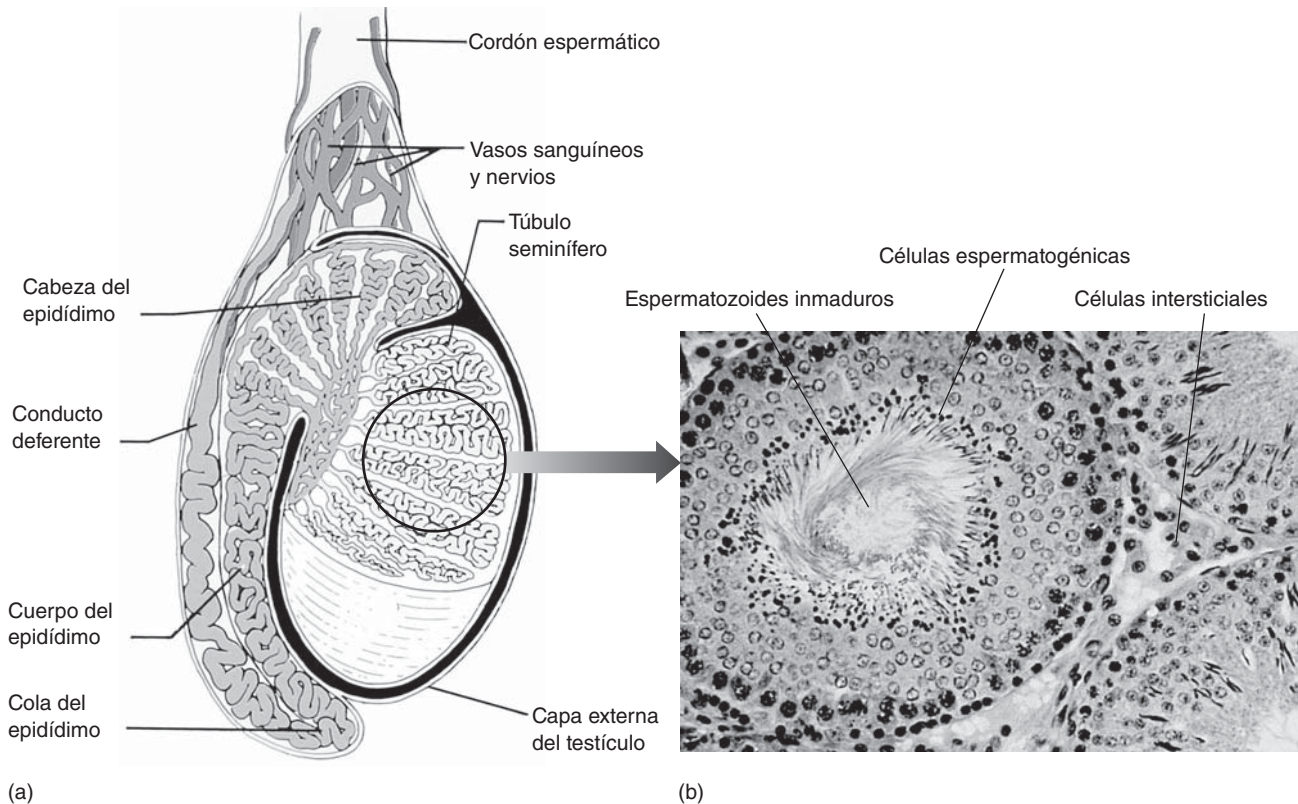 Cordón espermático
Vasos sanguíneos
y nervios
Túbulo
seminífero
Cabeza del
epidídimo
Conducto
deferente
Cuerpo del
epidídimo
Cola del
epidídimo
Capa externa
del testículo
(a)
Células espermatogénicas
Espermatozoides inmaduros
Células intersticiales
(b)